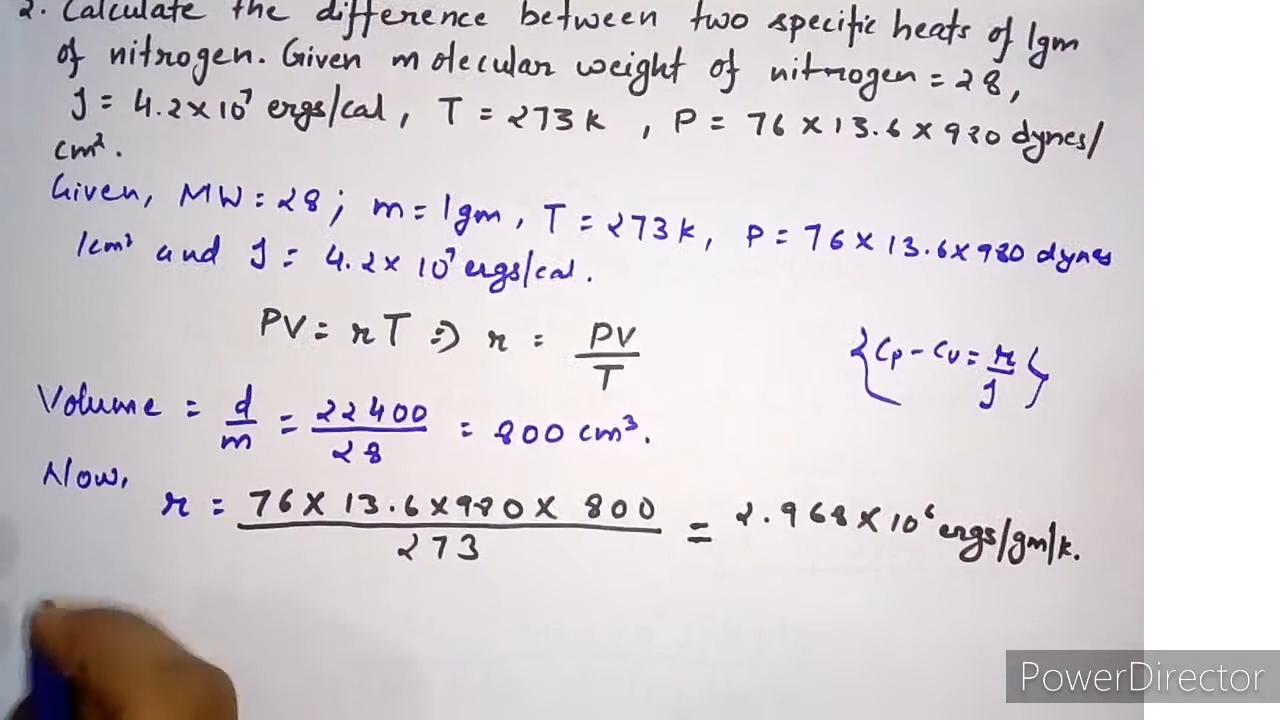 2. Calculate the difference between two specific heats of 1gm
of nitrogen. Given molecular weight of nitrogen = 28,
J = 4.2 × 10⁷ ergs/cal, T = 273 K, P = 76 × 13.6 × 980 dynes/
cm².
Given, MW = 28; m = 1gm, T = 273 K, P = 76 × 13.6 × 980 dynes
/cm² and J = 4.2 × 10⁷ ergs/cal.
PV = rT ⇒ r = PV/T
{Cp - Cv = r/J}
Volume = d/m = 22400/28 = 800 cm³.
Now,
r = 76 × 13.6 × 980 × 800 / 273 = 2.968 × 10⁶ ergs/gm/K.
PowerDirector